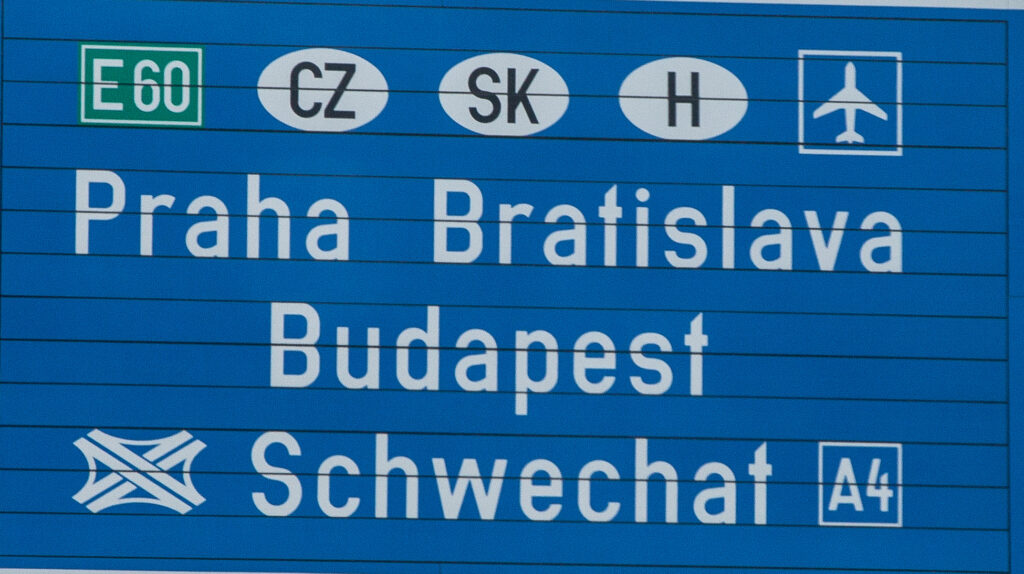 E60 CZ SK H
Praha Bratislava
Budapest
Schwechat A4